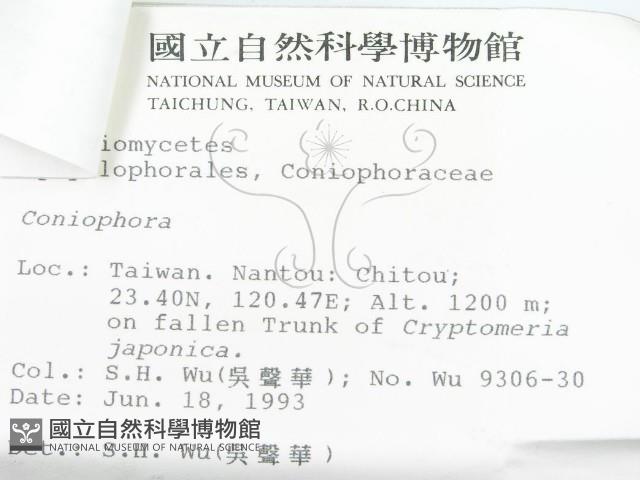 國立自然科學博物館
NATIONAL MUSEUM OF NATURAL SCIENCE
TAICHUNG, TAIWAN, R.O.CHINA
iomycetes
lophorales, Coniophoraceae
Coniophora
Loc.: Taiwan. Nantou: Chitou;
23.40N, 120.47E; Alt. 1200 m;
on fallen Trunk of Cryptomeria
japonica.
Col.: S.H. Wu(吳聲華); No. Wu 9306-30
Date: Jun. 18, 1993
國立自然科學博物館
NATIONAL MUSEUM OF NATURAL SCIENCE
Det.: S.H. Wu(吳聲華)